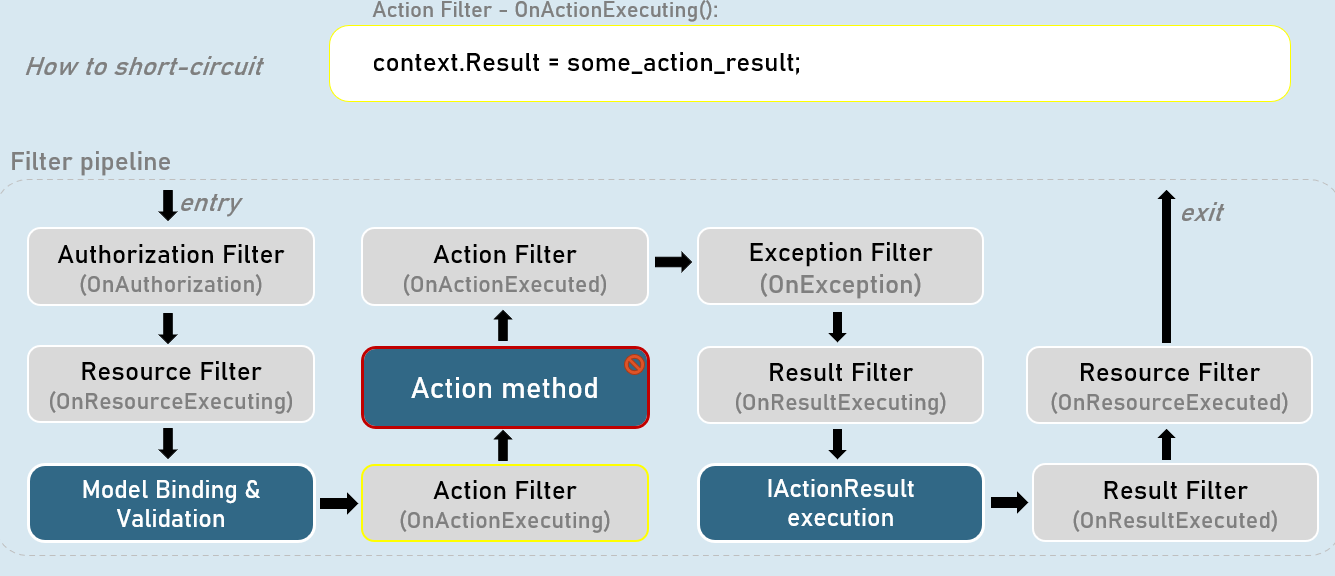 Action Filter - OnActionExecuting():
How to short-circuit
context.Result = some_action_result;
Filter pipeline
entry
exit
Authorization Filter
(OnAuthorization)
Resource Filter
(OnResourceExecuting)
Model Binding &
Validation
Action Filter
(OnActionExecuting)
Action method
Action Filter
(OnActionExecuted)
Exception Filter
(OnException)
Result Filter
(OnResultExecuting)
IActionResult
execution
Result Filter
(OnResultExecuted)
Resource Filter
(OnResourceExecuted)